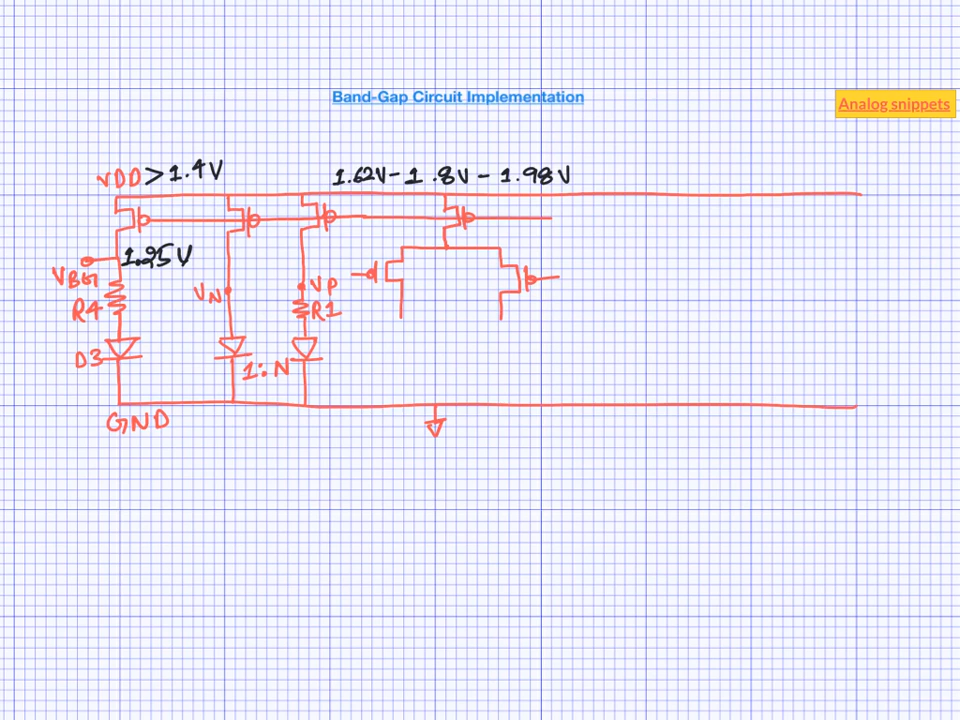 Band-Gap Circuit Implementation
Analog snippets
VDD > 1.4V
1.62V - 1.8V - 1.98V
1.25V
VBG
R4
VN
VP
R1
D3
1:N
GND